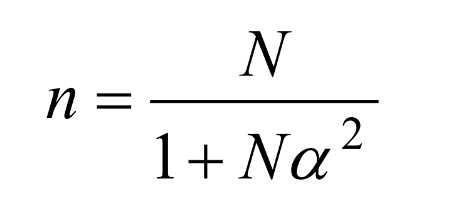 n = N / (1 + Nα²)